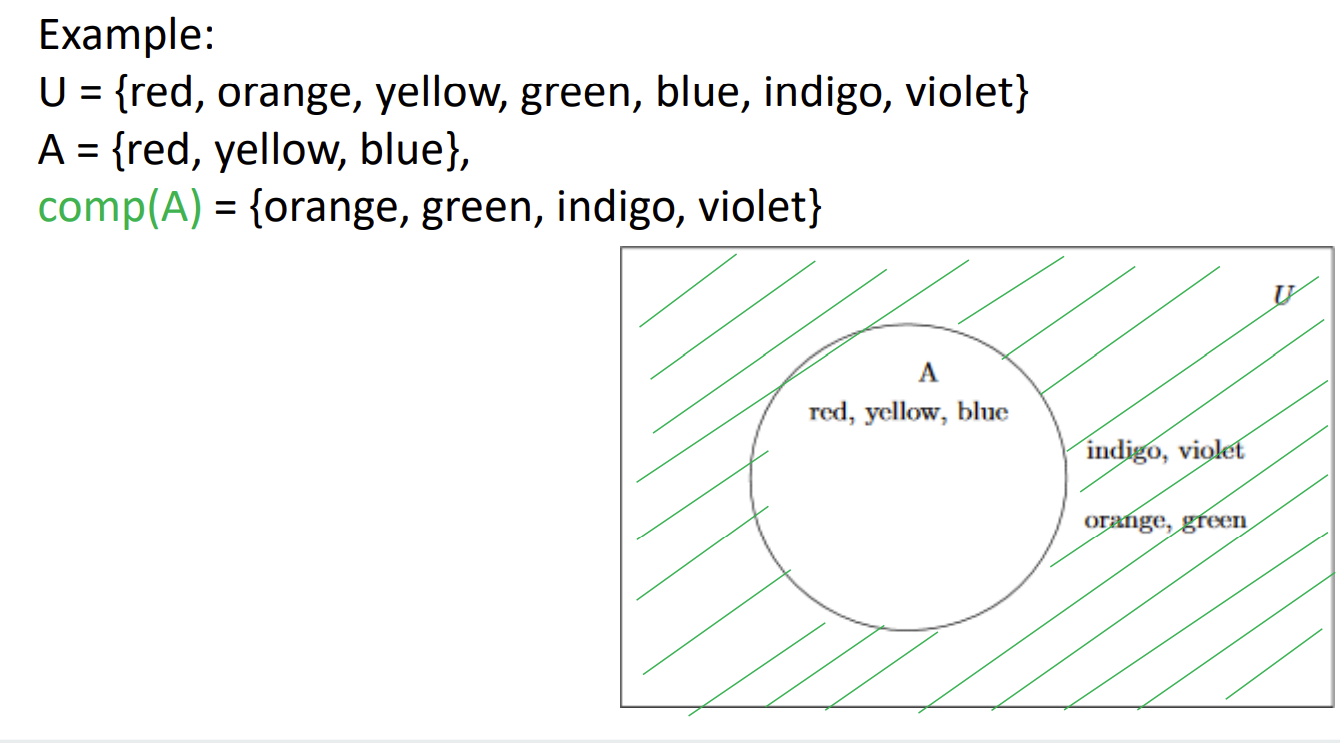 Example:
U = {red, orange, yellow, green, blue, indigo, violet}
A = {red, yellow, blue},
comp(A) = {orange, green, indigo, violet}
U
A
red, yellow, blue
indigo, violet
orange, green